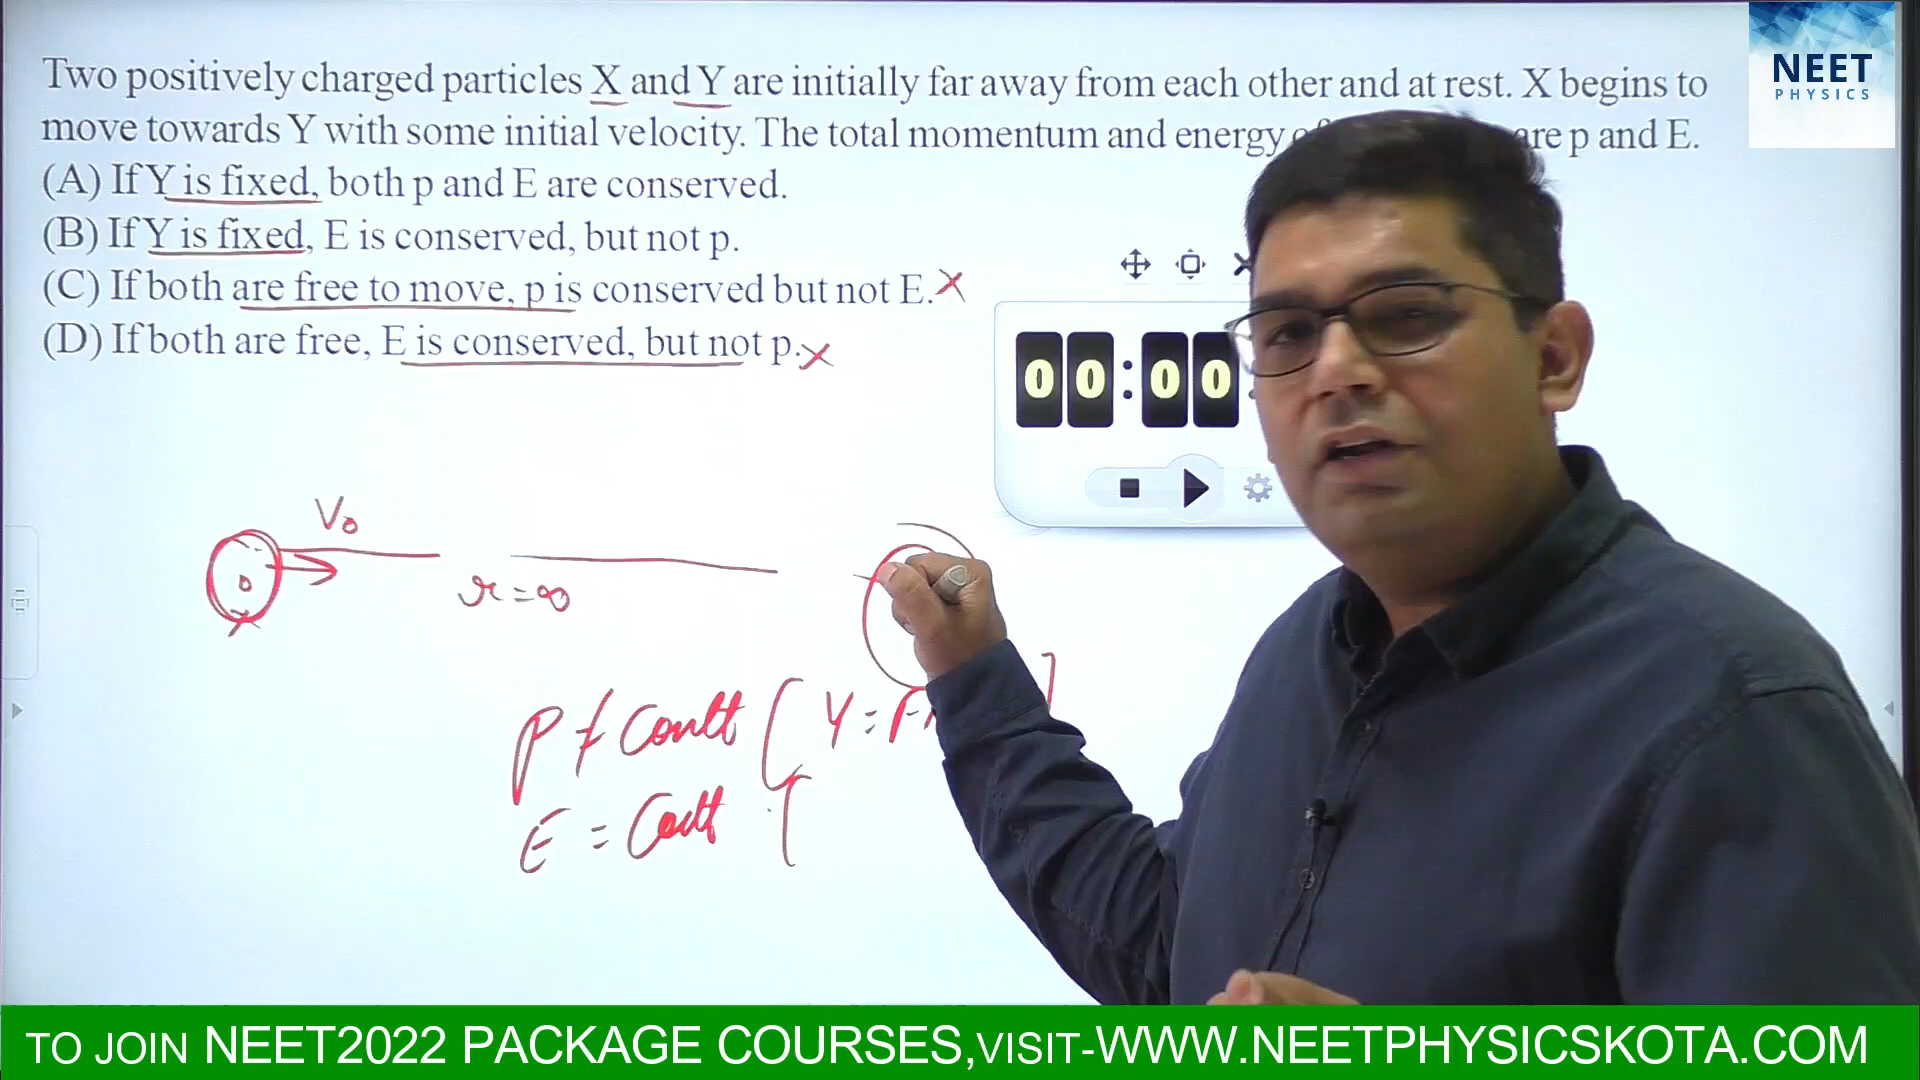 Two positively charged particles X and Y are initially far away from each other and at rest. X begins to
move towards Y with some initial velocity. The total momentum and energy are p and E.
(A) If Y is fixed, both p and E are conserved.
(B) If Y is fixed, E is conserved, but not p.
(C) If both are free to move, p is conserved but not E.
(D) If both are free, E is conserved, but not p.
NEET
PHYSICS
00:00
V₀
r=∞
P ≠ Const [ Y =
E =
TO JOIN NEET2022 PACKAGE COURSES,VISIT-WWW.NEETPHYSICSKOTA.COM